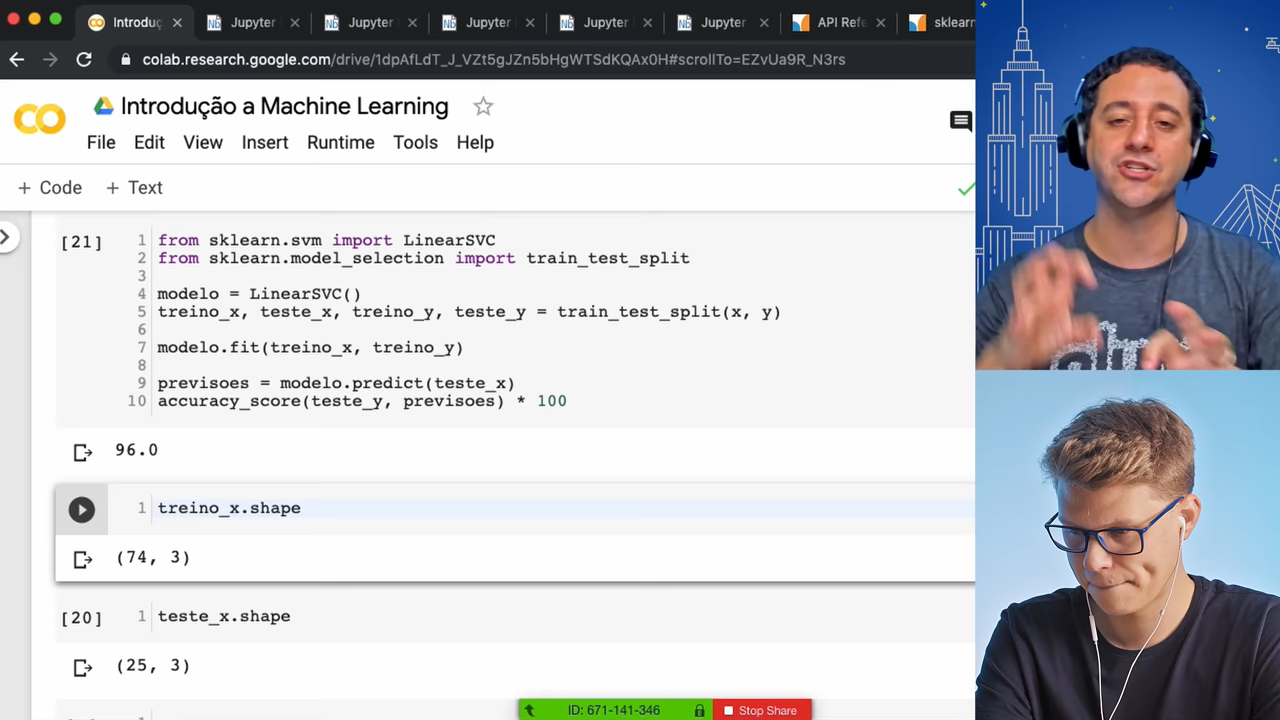 Introduç
Jupyter
Jupyter
Jupyter
Jupyter
Jupyter
API Refe
sklearn
colab.research.google.com/drive/1dpAfLdT_J_VZt5gJZn5bHgWTSdKQAx0H#scrollTo=EZvUa9R_N3rs
Introdução a Machine Learning
File Edit View Insert Runtime Tools Help
+ Code + Text
[21]
1 from sklearn.svm import LinearSVC
2 from sklearn.model_selection import train_test_split
3
4 modelo = LinearSVC()
5 treino_x, teste_x, treino_y, teste_y = train_test_split(x, y)
6
7 modelo.fit(treino_x, treino_y)
8
9 previsoes = modelo.predict(teste_x)
10 accuracy_score(teste_y, previsoes) * 100
96.0
1 treino_x.shape
(74, 3)
[20] 1 teste_x.shape
(25, 3)
ID: 671-141-346 Stop Share